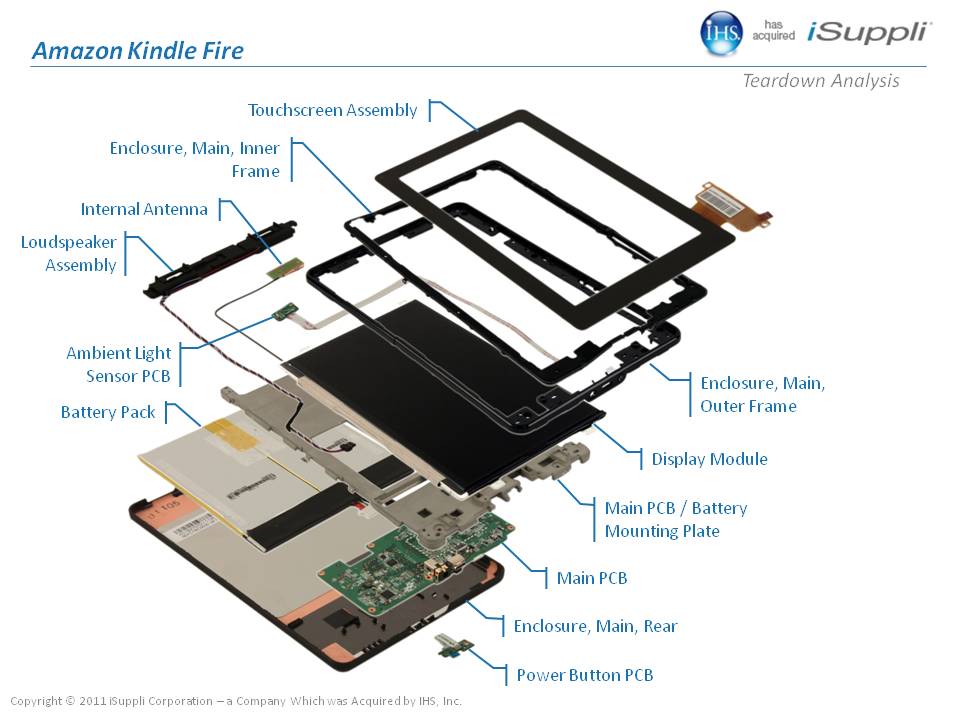 Amazon Kindle Fire
IHS
has
acquired
iSuppli
Teardown Analysis
Touchscreen Assembly
Enclosure, Main, Inner
Frame
Internal Antenna
Loudspeaker
Assembly
Ambient Light
Sensor PCB
Battery Pack
Enclosure, Main,
Outer Frame
Display Module
Main PCB / Battery
Mounting Plate
Main PCB
Enclosure, Main, Rear
Power Button PCB
Copyright © 2011 iSuppli Corporation – a Company Which was Acquired by IHS, Inc.